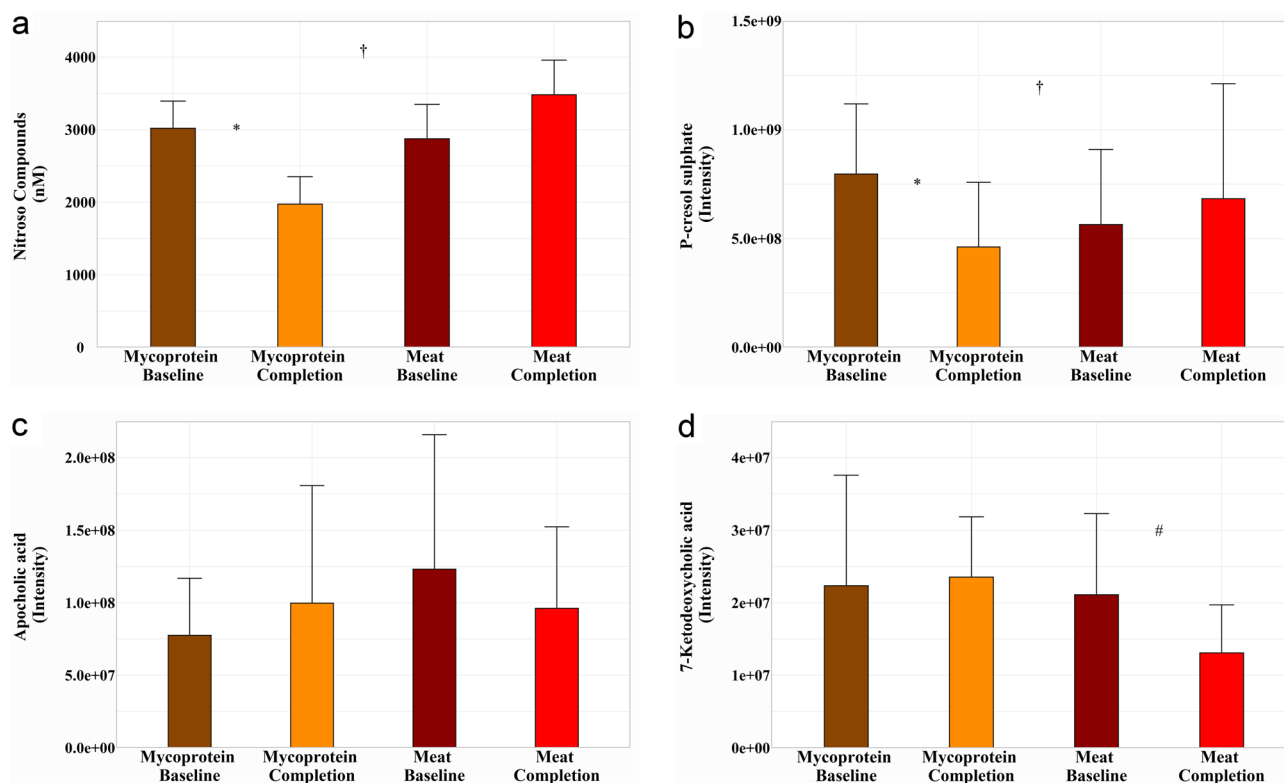 a
Nitroso Compounds
(nM)
4000
3000
2000
1000
0
†
*
Mycoprotein
Baseline
Mycoprotein
Completion
Meat
Baseline
Meat
Completion
b
P-cresol sulphate
(Intensity)
1.5e+09
1.0e+09
5.0e+08
0.0e+00
†
*
Mycoprotein
Baseline
Mycoprotein
Completion
Meat
Baseline
Meat
Completion
c
Apocholic acid
(Intensity)
2.0e+08
1.5e+08
1.0e+08
5.0e+07
0.0e+00
Mycoprotein
Baseline
Mycoprotein
Completion
Meat
Baseline
Meat
Completion
d
7-Ketodeoxycholic acid
(Intensity)
4e+07
3e+07
2e+07
1e+07
0e+00
#
Mycoprotein
Baseline
Mycoprotein
Completion
Meat
Baseline
Meat
Completion